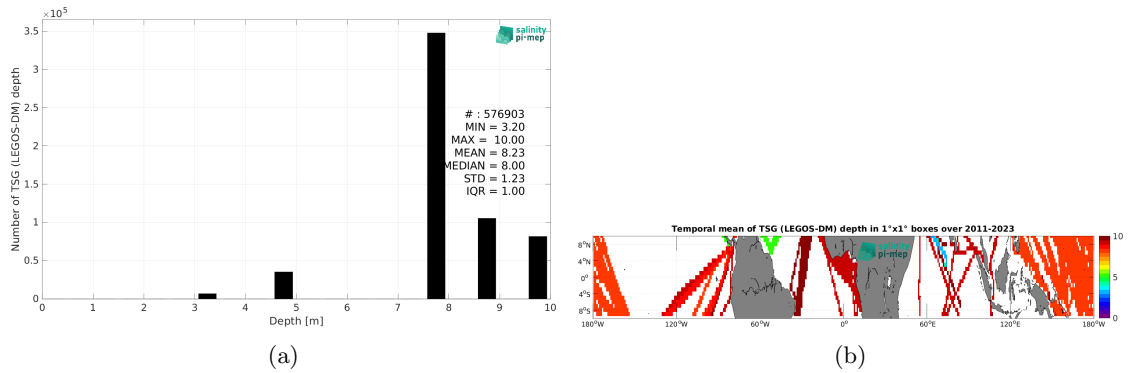 ×10⁵
3.5
3
2.5
2
1.5
1
0.5
0
0 1 2 3 4 5 6 7 8 9 10
Number of TSG (LEGOS-DM) depth
Depth [m]
salinity
pi-mep
# : 576903
MIN = 3.20
MAX = 10.00
MEAN = 8.23
MEDIAN = 8.00
STD = 1.23
IQR = 1.00
(a)
Temporal mean of TSG (LEGOS-DM) depth in 1°x1° boxes over 2011-2023
salinity
pi-mep
8°N
4°N
0°
4°S
8°S
180°W 120°W 60°W 0° 60°E 120°E 180°W
10
5
0
(b)